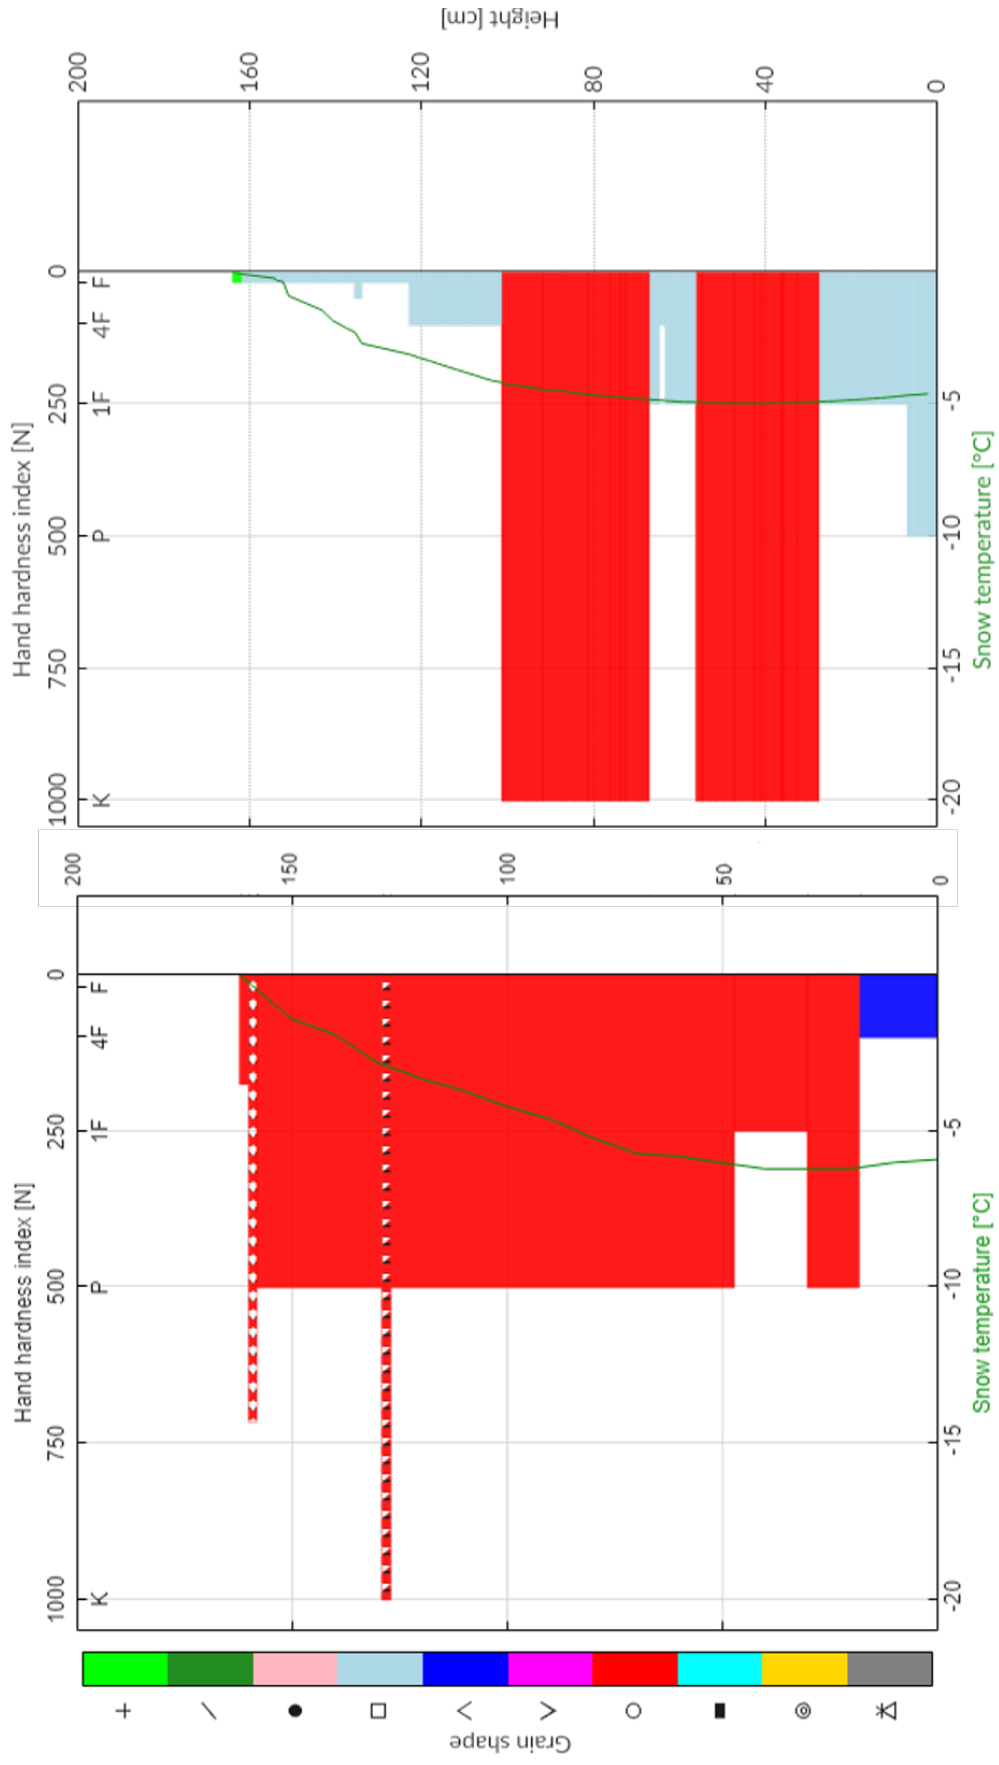 Hand hardness index [N]
1000 750 500 250 0
K P 1F 4F F
200
150
100
50
0
-20 -15 -10 -5
Snow temperature [°C]
Hand hardness index [N]
1000 750 500 250 0
K P 1F 4F F
200
160
120
80
40
0
Height [cm]
-20 -15 -10 -5
Snow temperature [°C]
Grain shape